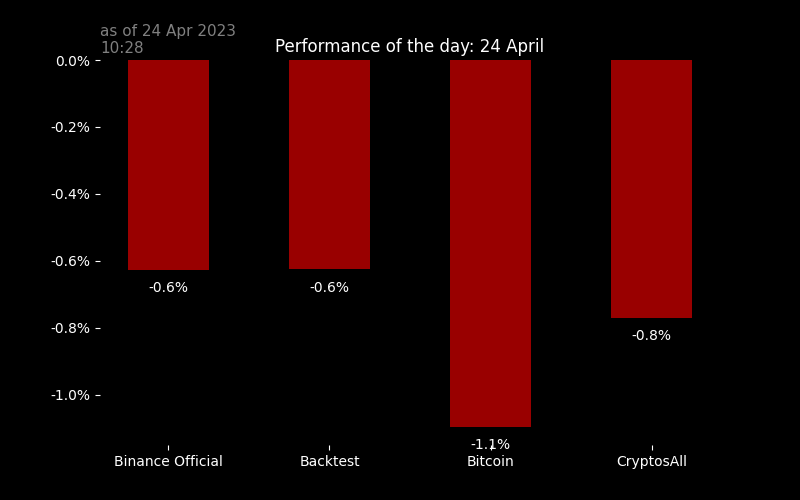 as of 24 Apr 2023
10:28
Performance of the day: 24 April
0.0%
-0.2%
-0.4%
-0.6%
-0.8%
-1.0%
-0.6%
-0.6%
-1.1%
-0.8%
Binance Official
Backtest
Bitcoin
CryptosAll